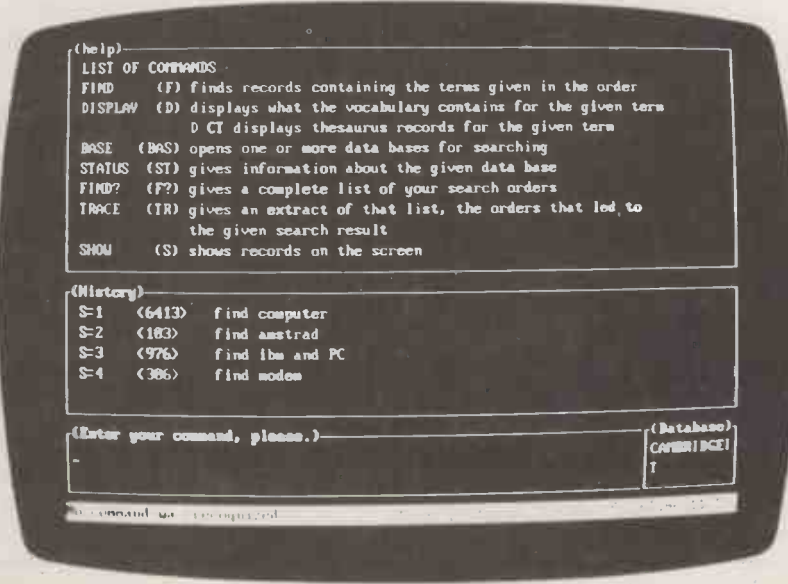 (help)
LIST OF COMMANDS
FIND (F) finds records containing the terms given in the order
DISPLAY (D) displays what the vocabulary contains for the given term
D CT displays thesaurus records for the given term
BASE (BAS) opens one or more data bases for searching
STATUS (ST) gives information about the given data base
FIND? (F?) gives a complete list of your search orders
TRACE (TR) gives an extract of that list, the orders that led to
the given search result
SHOW (S) shows records on the screen
(History)
S=1 <6413> find computer
S=2 <103> find amstrad
S=3 <976> find ibm and PC
S=4 <306> find modem
(Enter your command, please.)
(Database)
CAMBRIDGEI
T
command was recognized